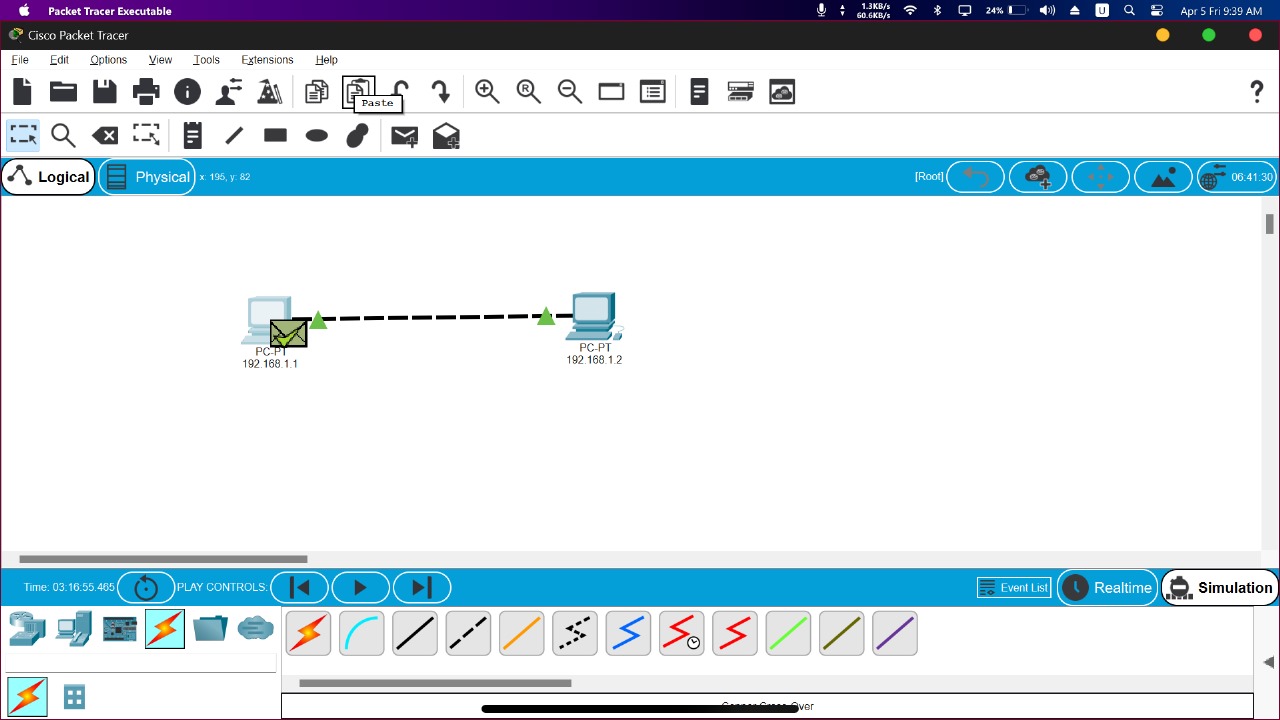 Packet Tracer Executable
1.3KB/s
60.6KB/s
24%
U
Apr 5 Fri 9:39 AM
Cisco Packet Tracer
File Edit Options View Tools Extensions Help
R
Paste
?
Logical Physical x: 195, y: 82 [Root] 06:41:30
PC-PT
192.168.1.1
PC-PT
192.168.1.2
Time: 03:16:55.465 PLAY CONTROLS: Event List Realtime Simulation
Copper Cross-Over